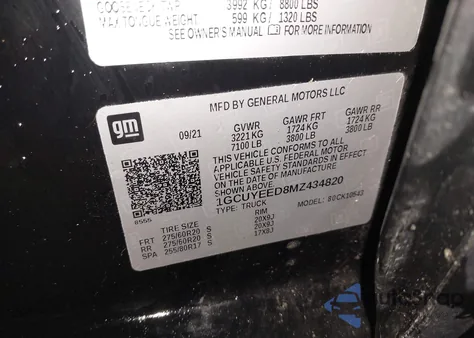 3992 KG/ 8800 LBS
MAX TONGUE WEIGHT 599 KG/ 1320 LBS
SEE OWNER'S MANUAL FOR MORE INFORMATION
MFD BY GENERAL MOTORS LLC
gm
09/21
GVWR GAWR FRT GAWR RR
3221 KG 1724 KG 1724 KG
7100 LB 3800 LB 3800 LB
THIS VEHICLE CONFORMS TO ALL
APPLICABLE U.S. FEDERAL MOTOR
VEHICLE SAFETY STANDARDS IN EFFECT
ON THE DATE OF MANUFACTURE
SHOWN ABOVE.
1GCUYEED8MZ434820
TYPE: TRUCK MODEL: 80CK10543
6555
TIRE SIZE RIM
FRT 275/60R20 S 20X9J
RR 275/60R20 S 20X9J
SPA 255/80R17 S 17X8J
AutoSnap